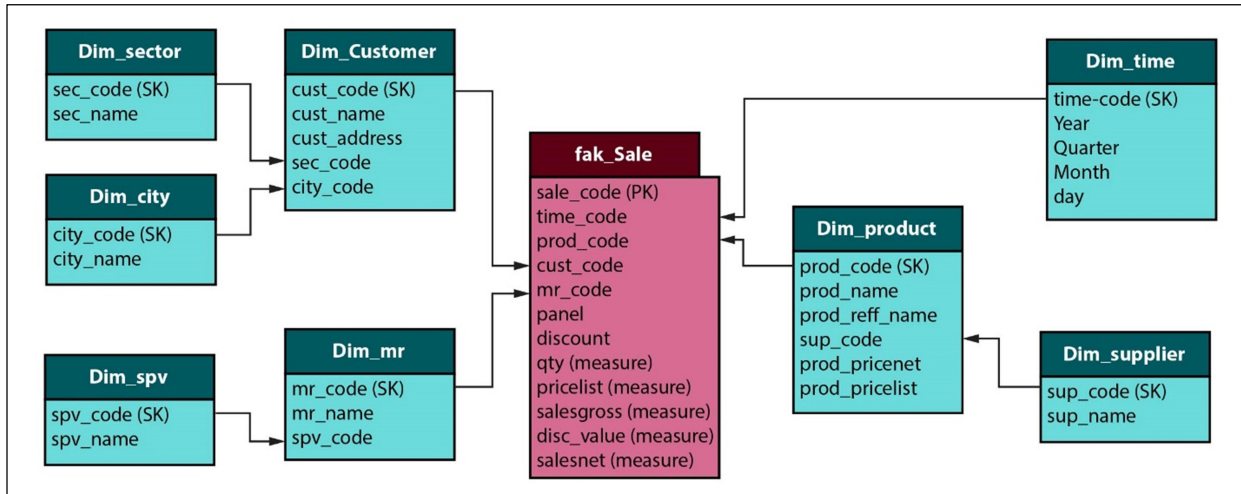 Dim_sector
sec_code (SK)
sec_name
Dim_city
city_code (SK)
city_name
Dim_spv
spv_code (SK)
spv_name
Dim_Customer
cust_code (SK)
cust_name
cust_address
sec_code
city_code
Dim_mr
mr_code (SK)
mr_name
spv_code
fak_Sale
sale_code (PK)
time_code
prod_code
cust_code
mr_code
panel
discount
qty (measure)
pricelist (measure)
salesgross (measure)
disc_value (measure)
salesnet (measure)
Dim_product
prod_code (SK)
prod_name
prod_reff_name
sup_code
prod_pricenet
prod_pricelist
Dim_time
time-code (SK)
Year
Quarter
Month
day
Dim_supplier
sup_code (SK)
sup_name